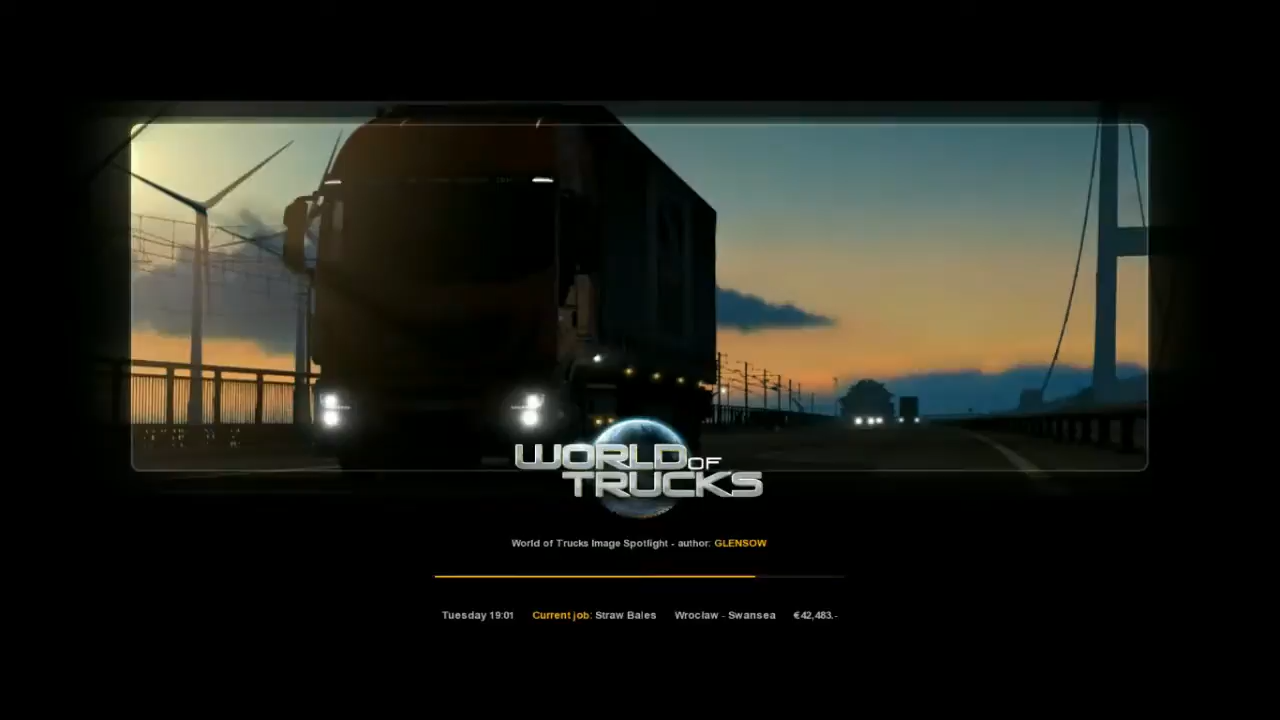 WORLD OF
TRUCKS
World of Trucks Image Spotlight - author: GLENSOW
Tuesday 19:01 Current job: Straw Bales Wrocław - Swansea €42,483.-